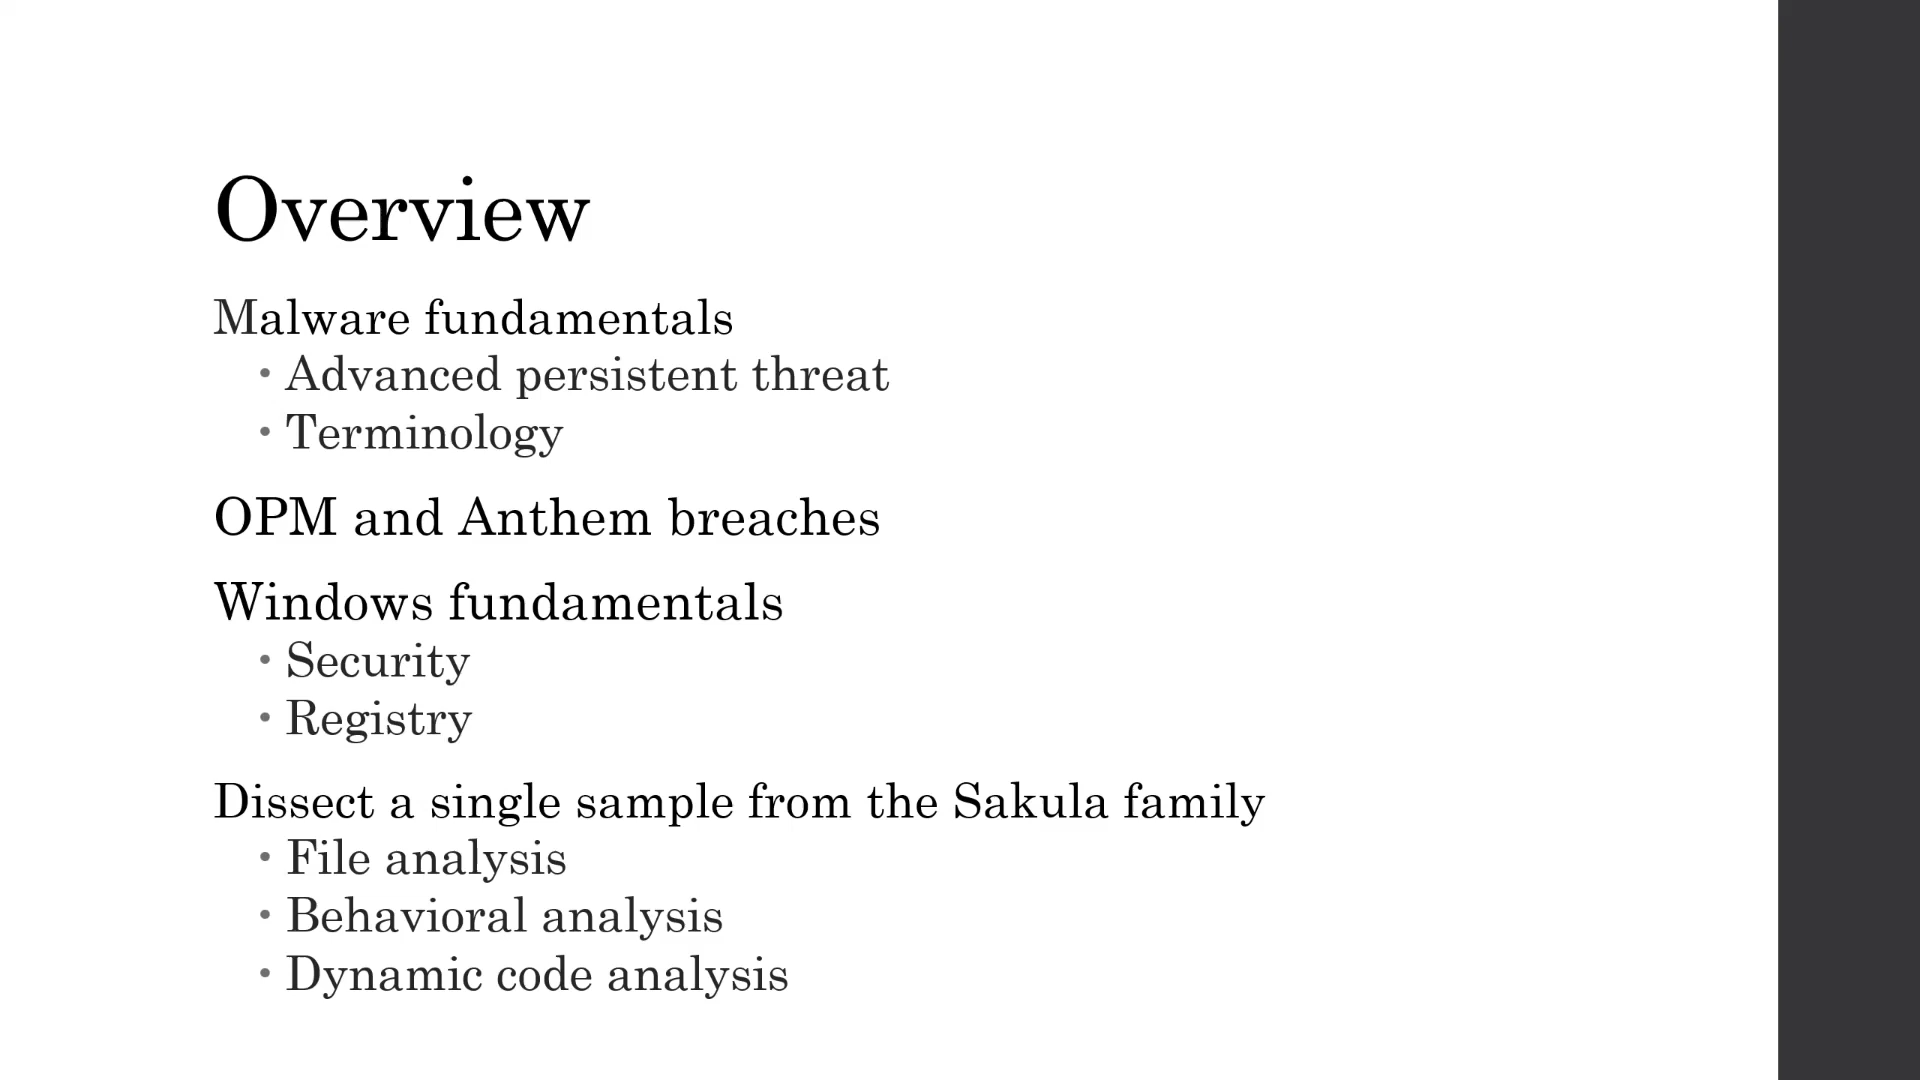 Overview
Malware fundamentals
• Advanced persistent threat
• Terminology
OPM and Anthem breaches
Windows fundamentals
• Security
• Registry
Dissect a single sample from the Sakula family
• File analysis
• Behavioral analysis
• Dynamic code analysis